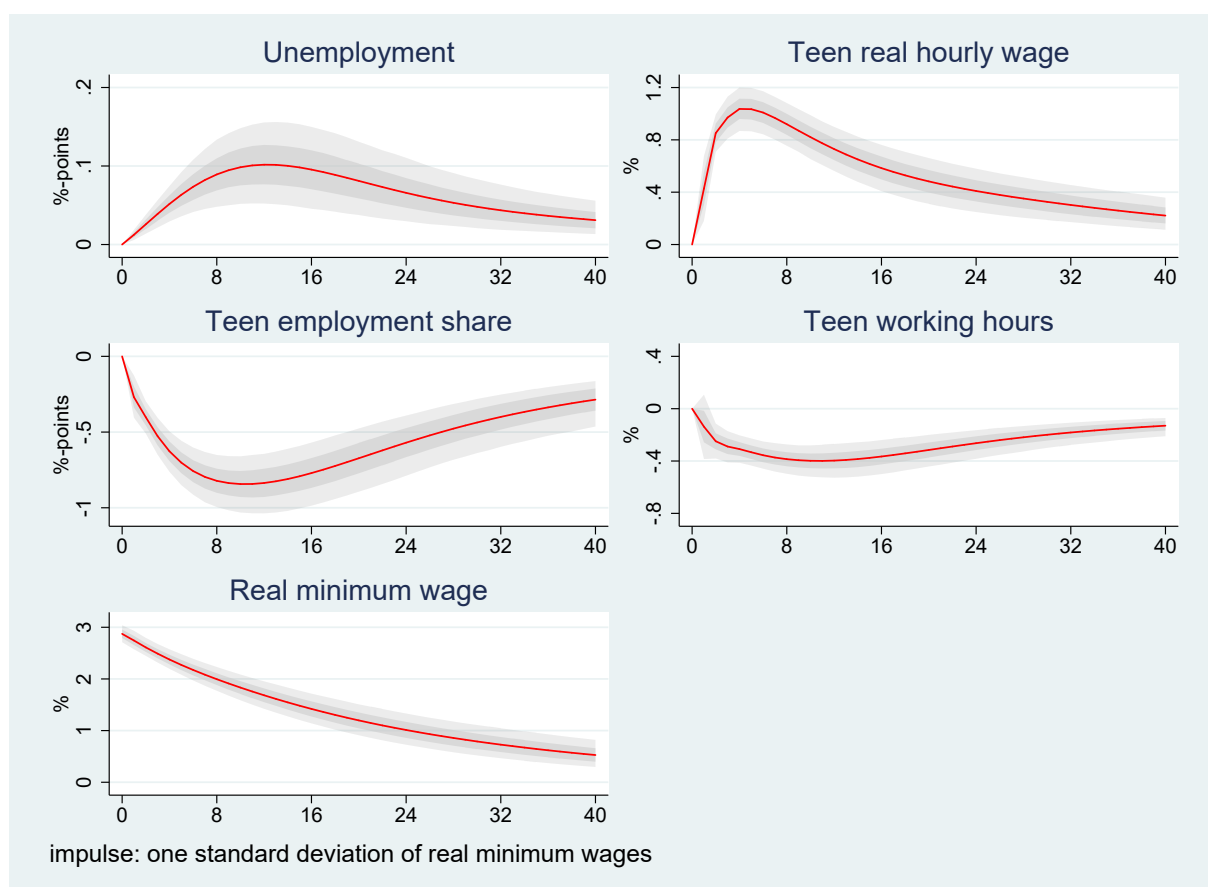 Unemployment
%-points
.2
.1
0
0 8 16 24 32 40
Teen real hourly wage
%
1.2
.8
.4
0
0 8 16 24 32 40
Teen employment share
%-points
0
-.5
-1
0 8 16 24 32 40
Teen working hours
%
.4
0
-.4
-.8
0 8 16 24 32 40
Real minimum wage
%
3
2
1
0
0 8 16 24 32 40
impulse: one standard deviation of real minimum wages